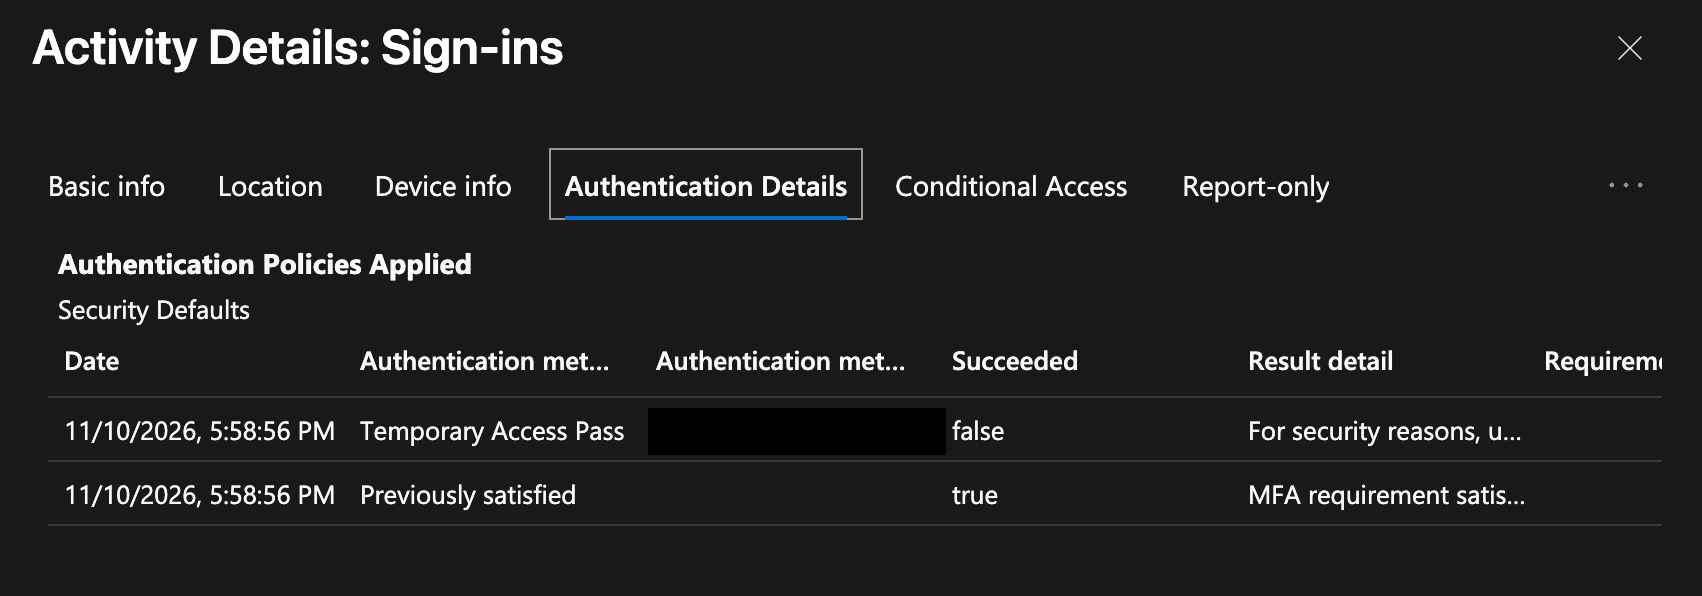 Activity Details: Sign-ins
Basic info Location Device info Authentication Details Conditional Access Report-only ...
Authentication Policies Applied
Security Defaults
Date Authentication met... Authentication met... Succeeded Result detail Requirem
11/10/2026, 5:58:56 PM Temporary Access Pass false For security reasons, u...
11/10/2026, 5:58:56 PM Previously satisfied true MFA requirement satis...